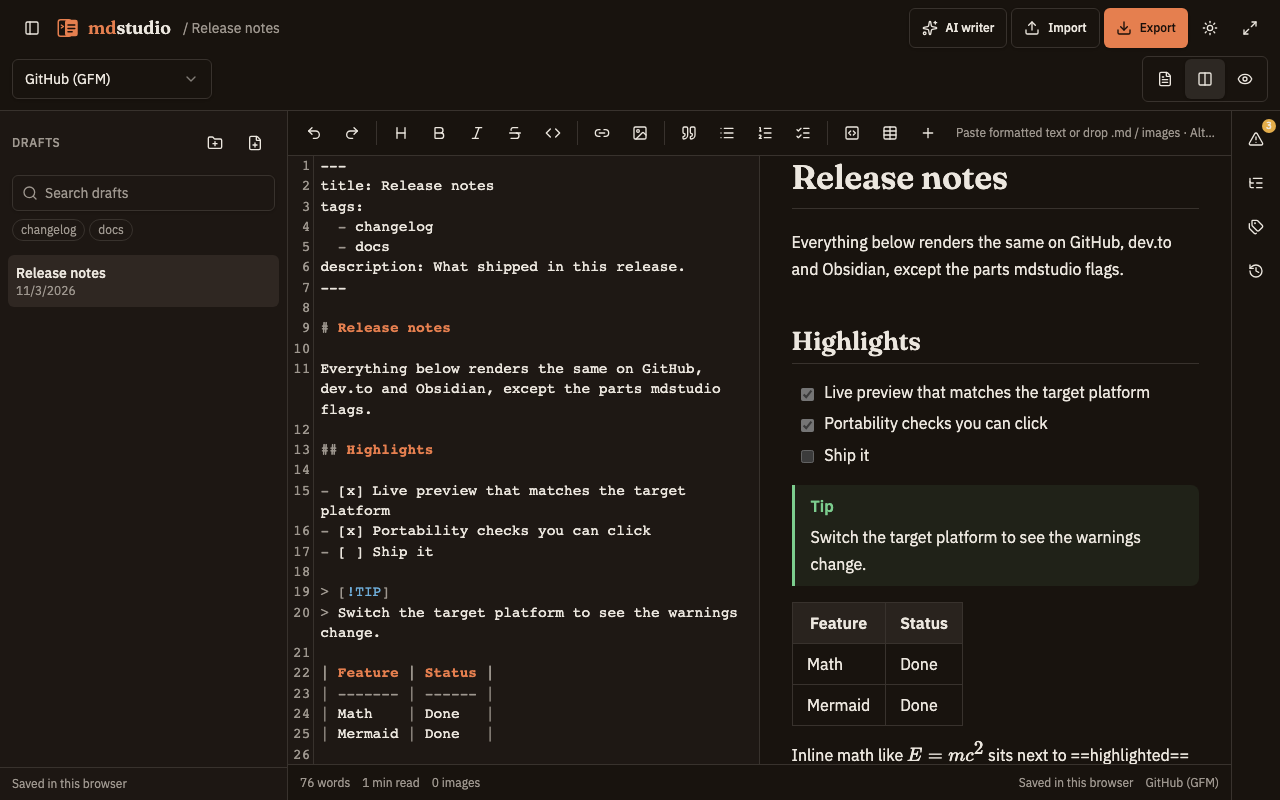 mdstudio / Release notes
AI writer
Import
Export
GitHub (GFM)
DRAFTS
Search drafts
changelog docs
Release notes
11/3/2026
Saved in this browser
Paste formatted text or drop .md / images · Alt…
1 ---
2 title: Release notes
3 tags:
4   - changelog
5   - docs
6 description: What shipped in this release.
7 ---
8
9 # Release notes
10
11 Everything below renders the same on GitHub,
dev.to and Obsidian, except the parts mdstudio
flags.
12
13 ## Highlights
14
15 - [x] Live preview that matches the target
platform
16 - [x] Portability checks you can click
17 - [ ] Ship it
18
19 > [!TIP]
20 > Switch the target platform to see the warnings
change.
21
22 | Feature | Status |
23 | ------- | ------ |
24 | Math    | Done   |
25 | Mermaid | Done   |
26
Release notes
Everything below renders the same on GitHub, dev.to
and Obsidian, except the parts mdstudio flags.
Highlights
Live preview that matches the target platform
Portability checks you can click
Ship it
Tip
Switch the target platform to see the warnings
change.
Feature Status
Math Done
Mermaid Done
Inline math like E = mc² sits next to ==highlighted==
3
76 words 1 min read 0 images
Saved in this browser GitHub (GFM)